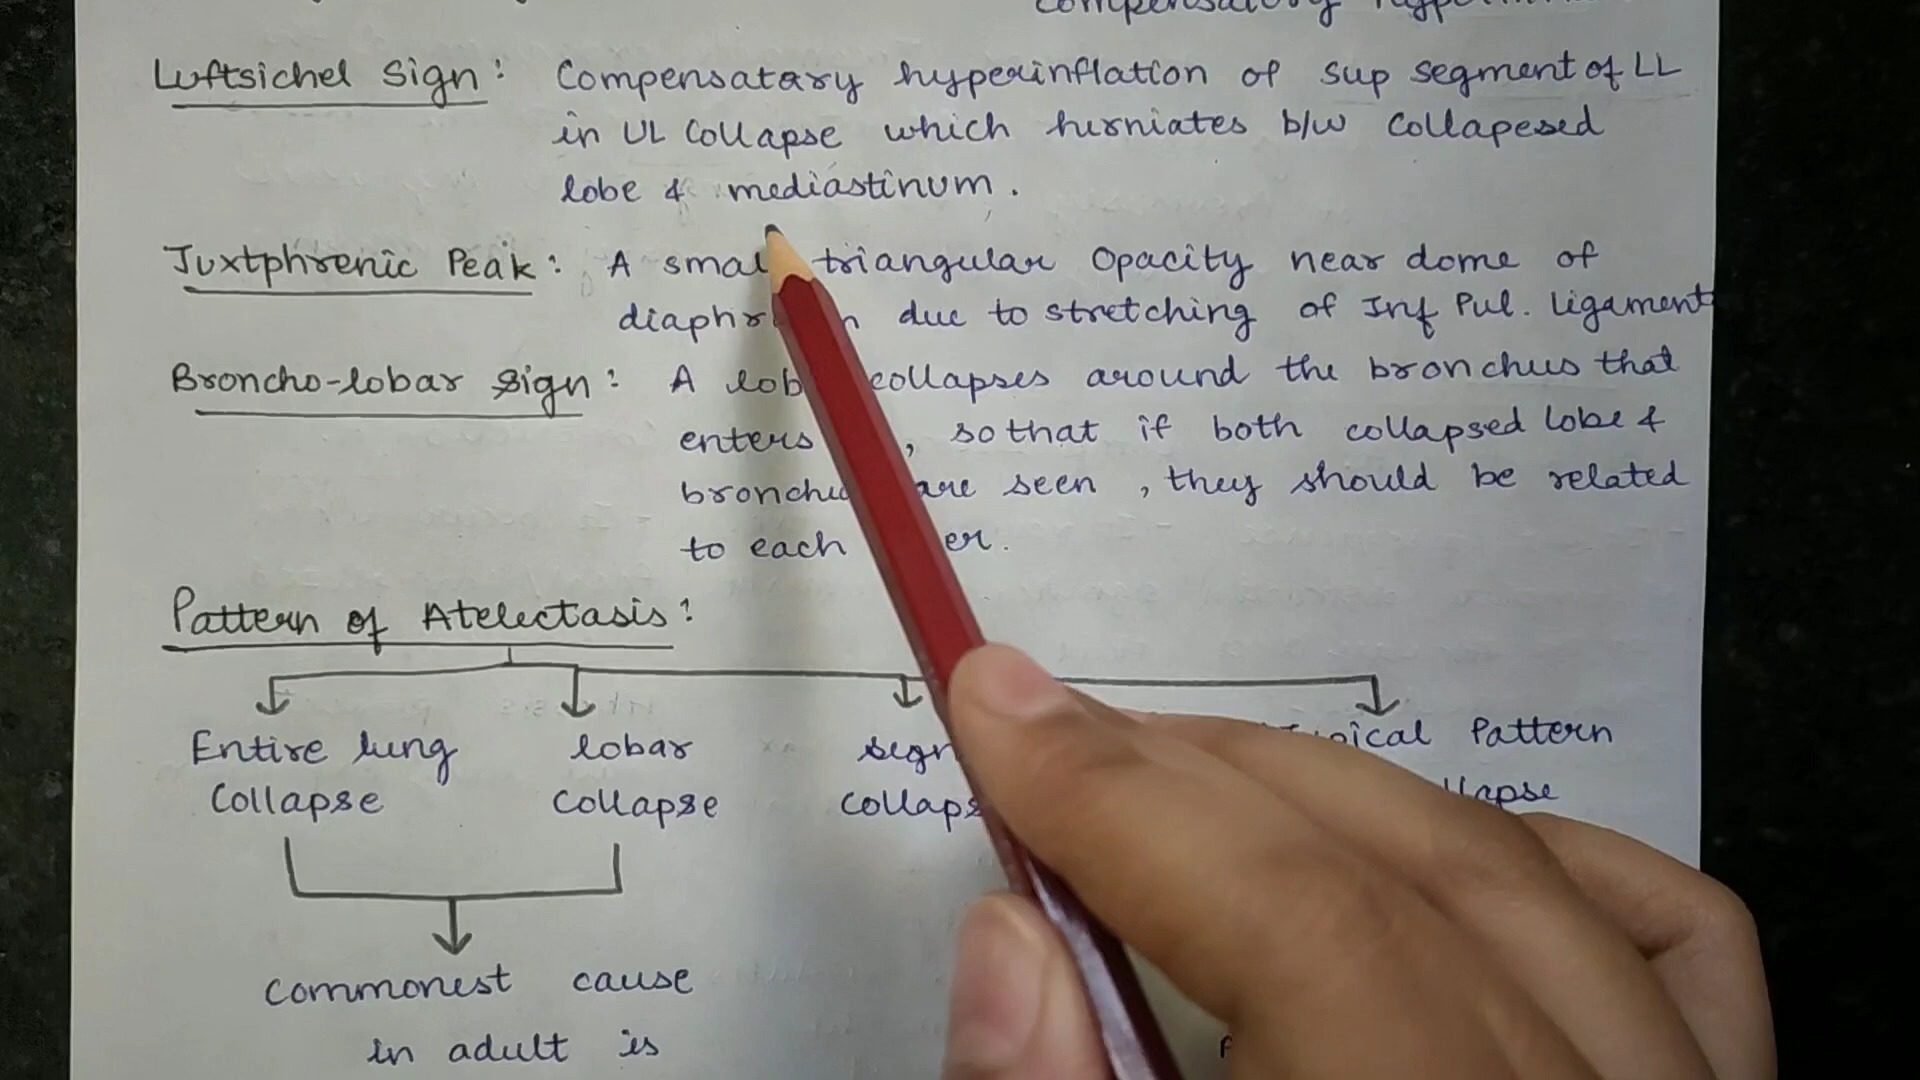 Luftsichel Sign: Compensatary hyperinflation of sup segment of LL
in UL Collapse which herniates b/w Collapesed
lobe & mediastinum.
Juxtphrenic Peak: A small triangular opacity near dome of
due to stretching of Inf Pul. ligament
Broncho-lobar sign: A collapses around the bronchus that
enters , so that if both collapsed lobe &
are seen, they should be related
to each
Pattern of Atelectasis:
Entire lung lobar Pattern
Collapse Collapse
Commonest cause
in adult is